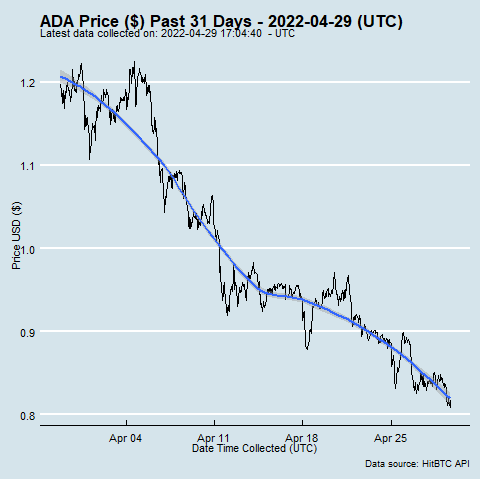 ADA Price ($) Past 31 Days - 2022-04-29 (UTC)
Latest data collected on: 2022-04-29 17:04:40  - UTC
Price USD ($)
1.2
1.1
1.0
0.9
0.8
Apr 04 Apr 11 Apr 18 Apr 25
Date Time Collected (UTC)
Data source: HitBTC API